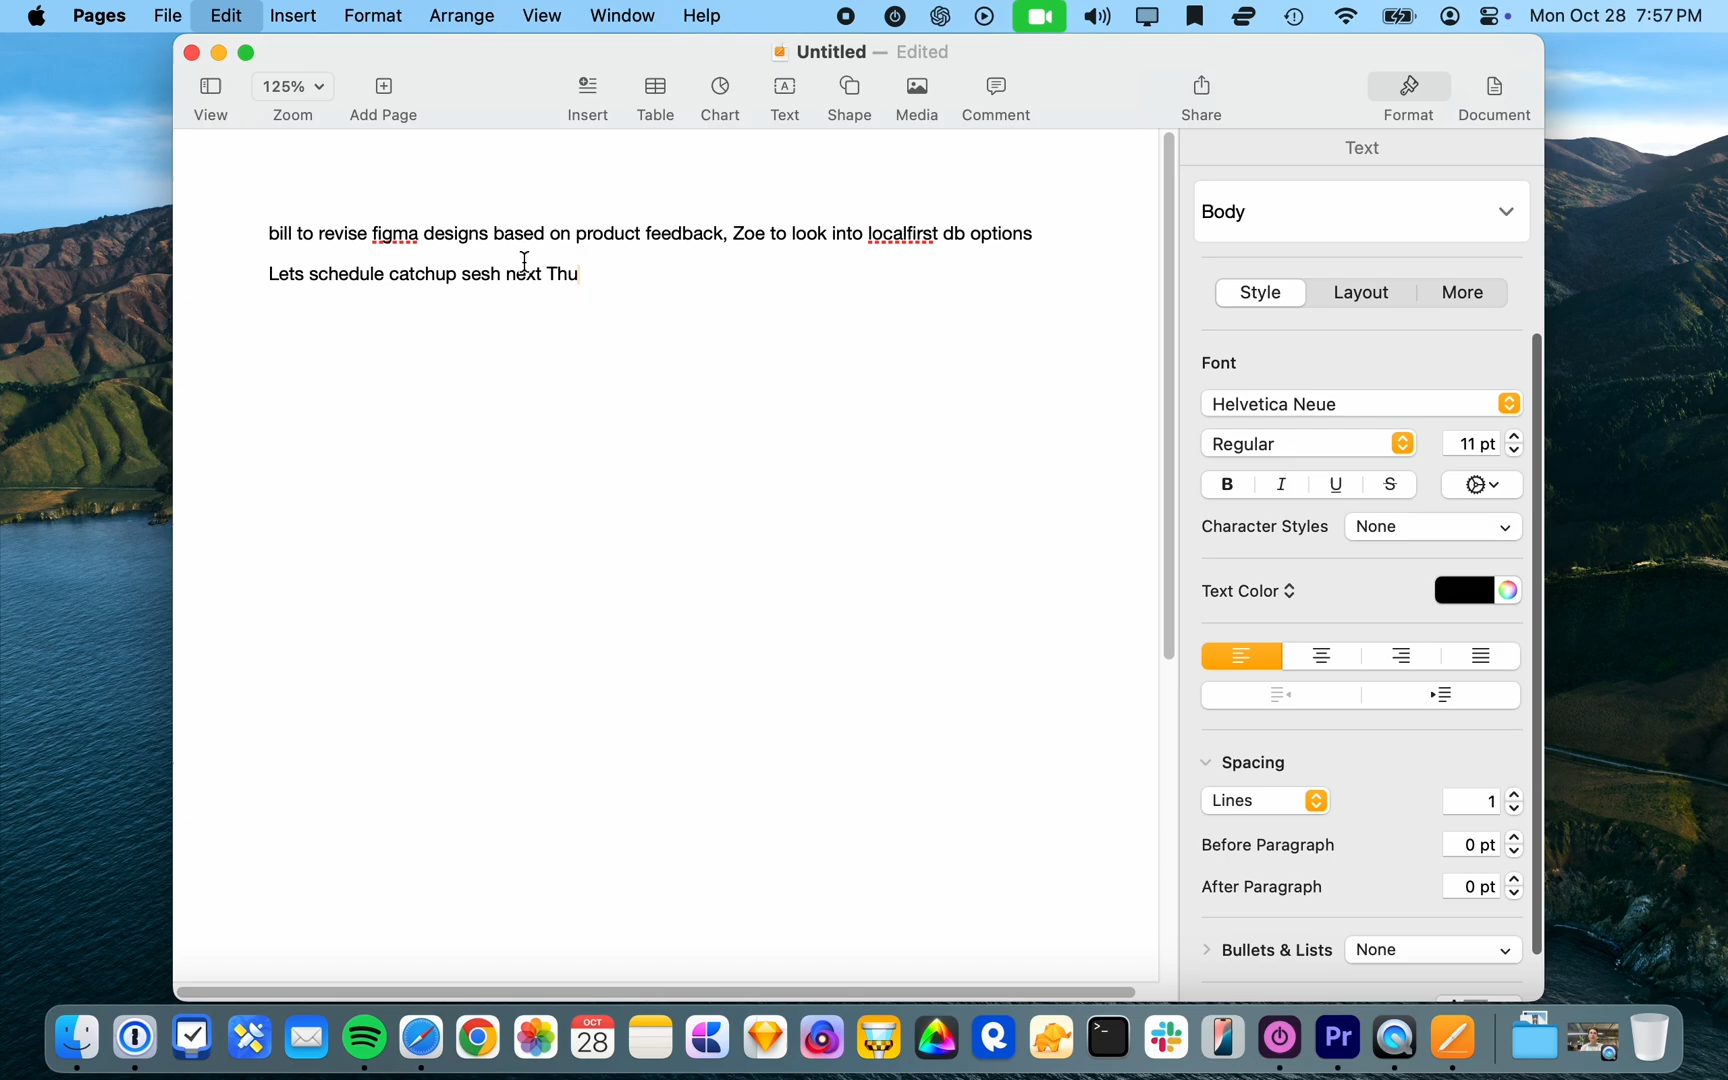 Pages File Edit Insert Format Arrange View Window Help Mon Oct 28 7:57 PM
Untitled — Edited
125%
View Zoom Add Page Insert Table Chart Text Shape Media Comment Share Format Document
bill to revise figma designs based on product feedback, Zoe to look into localfirst db options
Lets schedule catchup sesh next Thu
Text
Body
Style Layout More
Font
Helvetica Neue
Regular 11 pt
B I U S
Character Styles None
Text Color
Spacing
Lines 1
Before Paragraph 0 pt
After Paragraph 0 pt
Bullets & Lists None
OCT
28
Pr